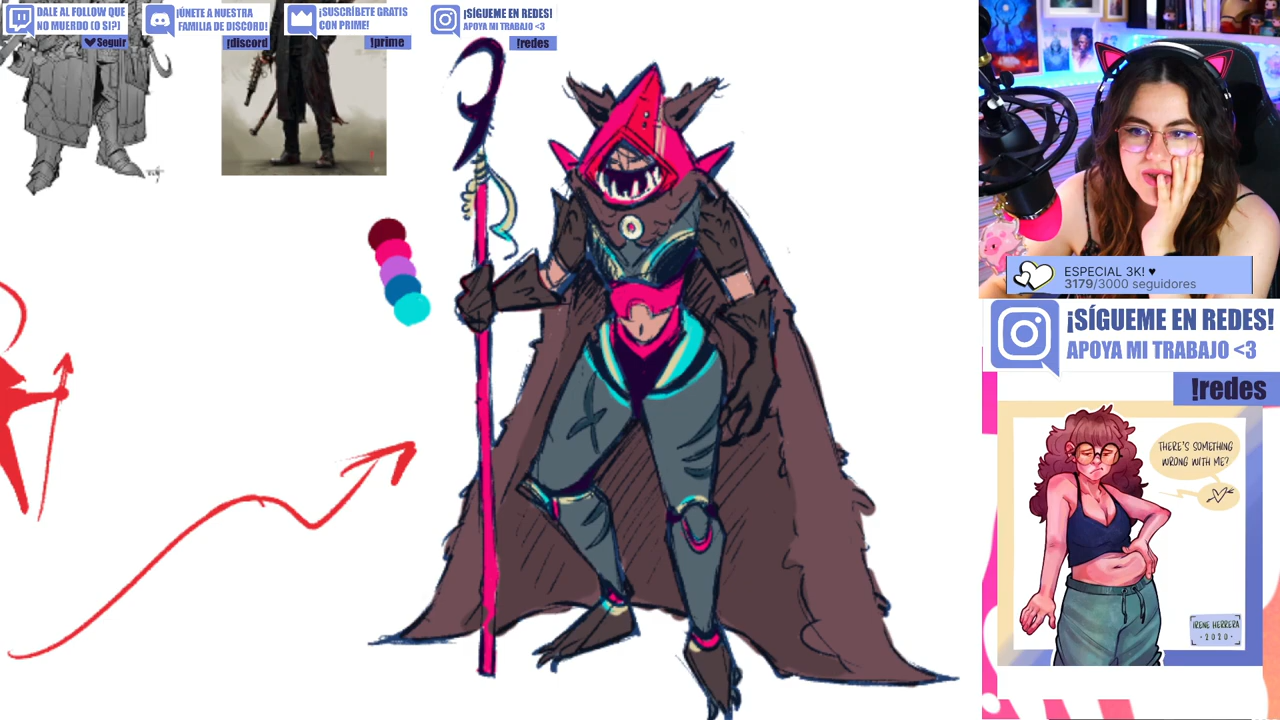 DALE AL FOLLOW QUE
NO MUERDO (O SI?)
Seguir
¡ÚNETE A NUESTRA
FAMILIA DE DISCORD!
!discord
¡SUSCRÍBETE GRATIS
CON PRIME!
!prime
¡SÍGUEME EN REDES!
APOYA MI TRABAJO <3
!redes
ESPECIAL 3K! ♥
3179/3000 seguidores
¡SÍGUEME EN REDES!
APOYA MI TRABAJO <3
!redes
THERE'S SOMETHING
WRONG WITH ME?
IRENE HERRERA
·2020·